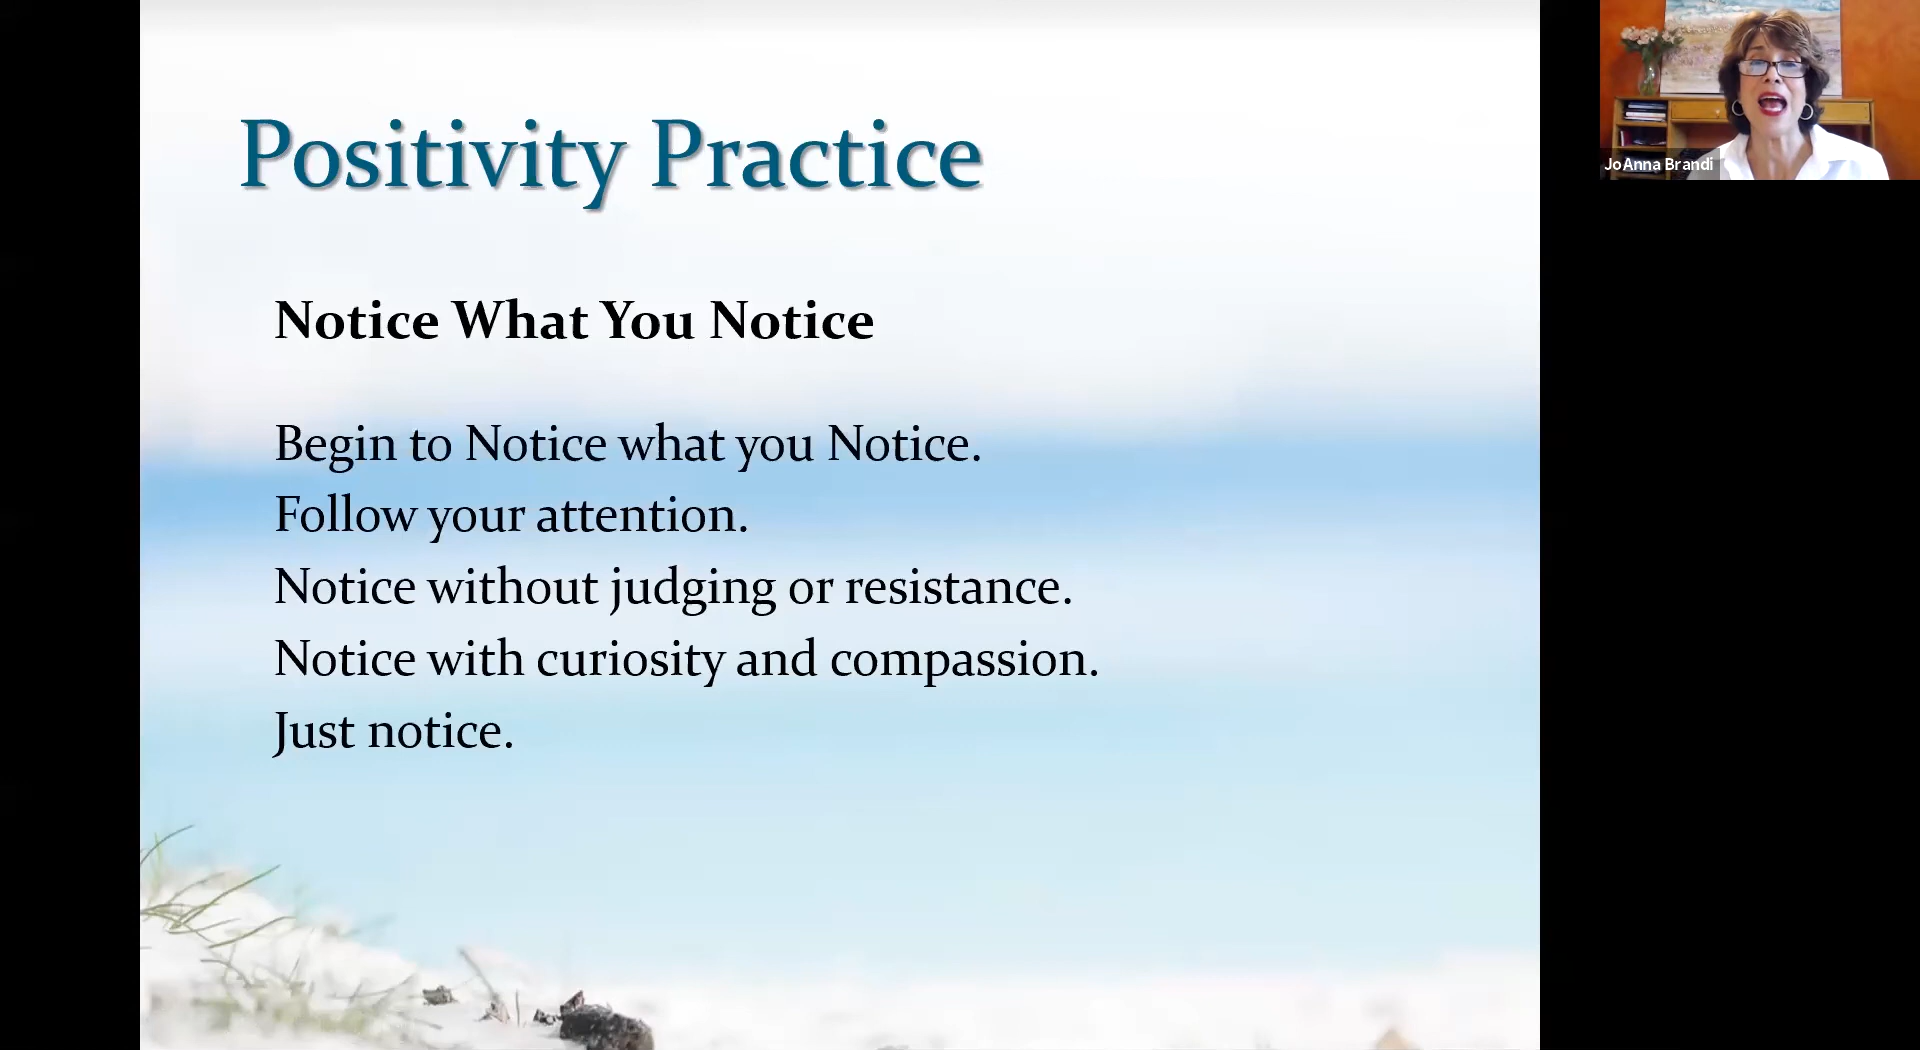 Positivity Practice
Notice What You Notice
Begin to Notice what you Notice.
Follow your attention.
Notice without judging or resistance.
Notice with curiosity and compassion.
Just notice.
JoAnna Brandi